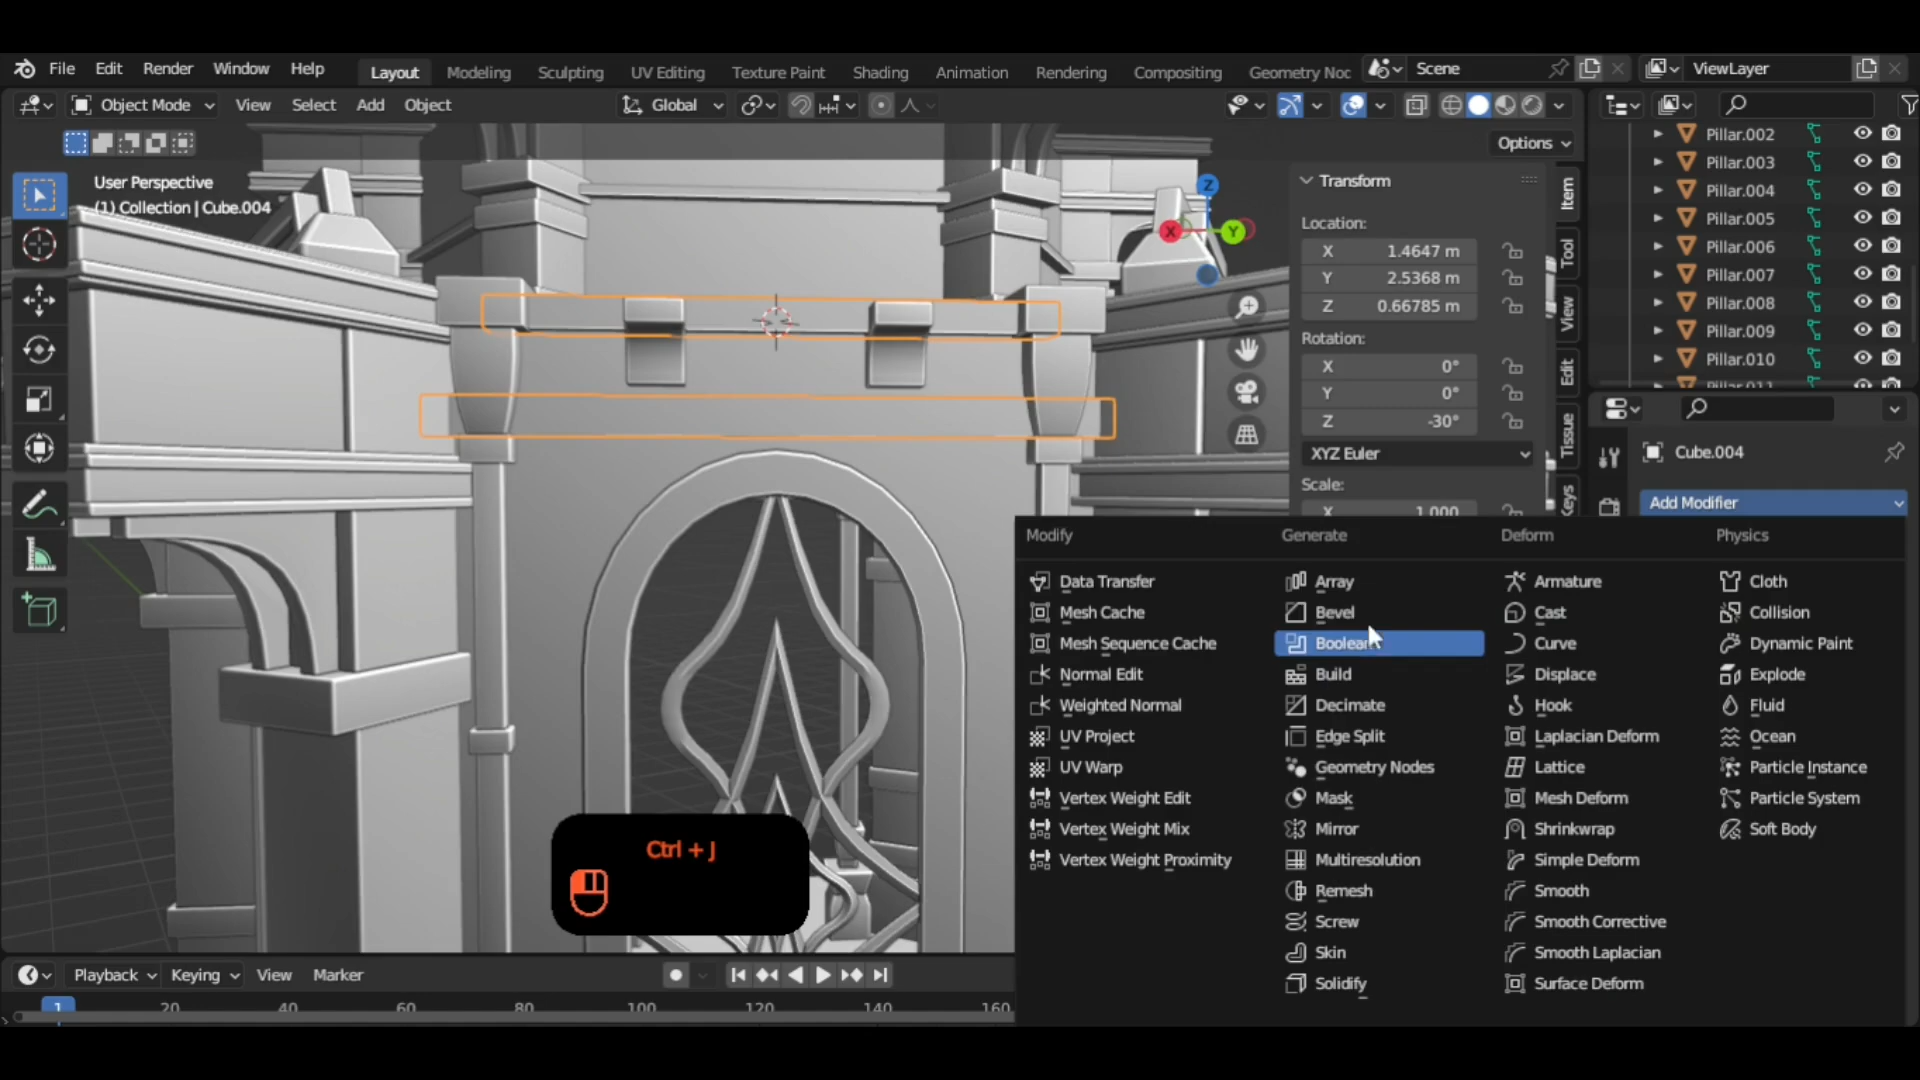 File Edit Render Window Help Layout Modeling Sculpting UV Editing Texture Paint Shading Animation Rendering Compositing Geometry Noc Scene ViewLayer
Object Mode View Select Add Object Global
Options
User Perspective
(1) Collection | Cube.004
Z
X
Y
Transform
Location:
X 1.4647 m
Y 2.5368 m
Z 0.66785 m
Rotation:
X 0°
Y 0°
Z -30°
XYZ Euler
Scale:
X 1.000
Item
Tool
View
Edit
Tissue
Keys
Pillar.002
Pillar.003
Pillar.004
Pillar.005
Pillar.006
Pillar.007
Pillar.008
Pillar.009
Pillar.010
Pillar.011
Cube.004
Add Modifier
Modify Generate Deform Physics
Data Transfer Array Armature Cloth
Mesh Cache Bevel Cast Collision
Mesh Sequence Cache Boolean Curve Dynamic Paint
Normal Edit Build Displace Explode
Weighted Normal Decimate Hook Fluid
UV Project Edge Split Laplacian Deform Ocean
UV Warp Geometry Nodes Lattice Particle Instance
Vertex Weight Edit Mask Mesh Deform Particle System
Vertex Weight Mix Mirror Shrinkwrap Soft Body
Vertex Weight Proximity Multiresolution Simple Deform
Remesh Smooth
Screw Smooth Corrective
Skin Smooth Laplacian
Solidify Surface Deform
Ctrl + J
Playback Keying View Marker
1 20 40 60 80 100 120 140 160